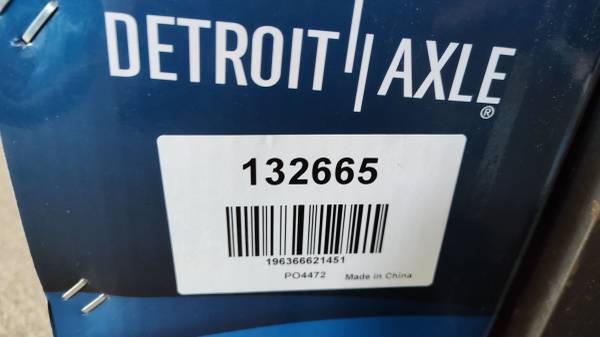 DETROIT AXLE®
132665
196366621451
PO4472 Made in China